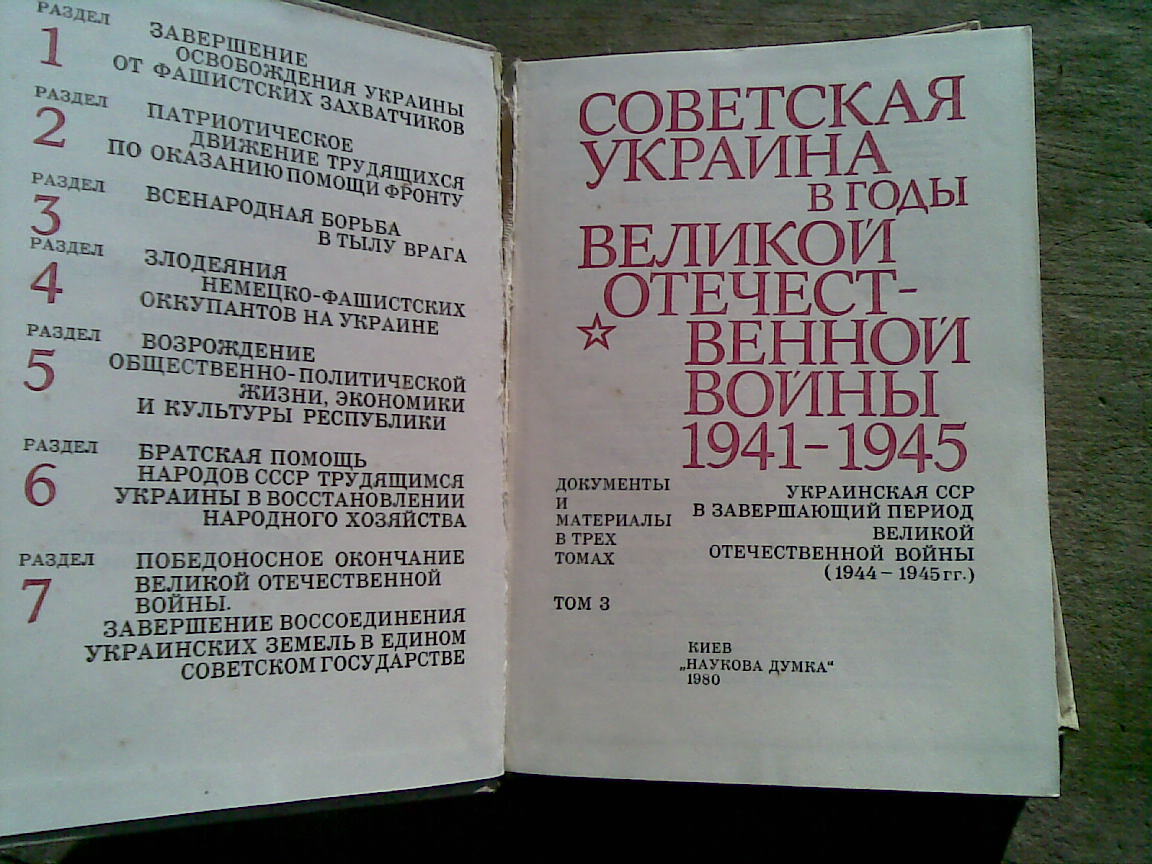 РАЗДЕЛ
1
ЗАВЕРШЕНИЕ
ОСВОБОЖДЕНИЯ УКРАИНЫ
ОТ ФАШИСТСКИХ ЗАХВАТЧИКОВ
РАЗДЕЛ
2
ПАТРИОТИЧЕСКОЕ
ДВИЖЕНИЕ ТРУДЯЩИХСЯ
ПО ОКАЗАНИЮ ПОМОЩИ ФРОНТУ
РАЗДЕЛ
3
ВСЕНАРОДНАЯ БОРЬБА
В ТЫЛУ ВРАГА
РАЗДЕЛ
4
ЗЛОДЕЯНИЯ
НЕМЕЦКО-ФАШИСТСКИХ
ОККУПАНТОВ НА УКРАИНЕ
РАЗДЕЛ
5
ВОЗРОЖДЕНИЕ
ОБЩЕСТВЕННО-ПОЛИТИЧЕСКОЙ
ЖИЗНИ, ЭКОНОМИКИ
И КУЛЬТУРЫ РЕСПУБЛИКИ
РАЗДЕЛ
6
БРАТСКАЯ ПОМОЩЬ
НАРОДОВ СССР ТРУДЯЩИМСЯ
УКРАИНЫ В ВОССТАНОВЛЕНИИ
НАРОДНОГО ХОЗЯЙСТВА
РАЗДЕЛ
7
ПОБЕДОНОСНОЕ ОКОНЧАНИЕ
ВЕЛИКОЙ ОТЕЧЕСТВЕННОЙ
ВОЙНЫ.
ЗАВЕРШЕНИЕ ВОССОЕДИНЕНИЯ
УКРАИНСКИХ ЗЕМЕЛЬ В ЕДИНОМ
СОВЕТСКОМ ГОСУДАРСТВЕ
СОВЕТСКАЯ
УКРАИНА
В ГОДЫ
ВЕЛИКОЙ
ОТЕЧЕСТ-
ВЕННОЙ
ВОЙНЫ
1941-1945
ДОКУМЕНТЫ
И
МАТЕРИАЛЫ
В ТРЕХ
ТОМАХ
ТОМ 3
УКРАИНСКАЯ ССР
В ЗАВЕРШАЮЩИЙ ПЕРИОД
ВЕЛИКОЙ
ОТЕЧЕСТВЕННОЙ ВОЙНЫ
(1944-1945 гг.)
КИЕВ
„НАУКОВА ДУМКА“
1980